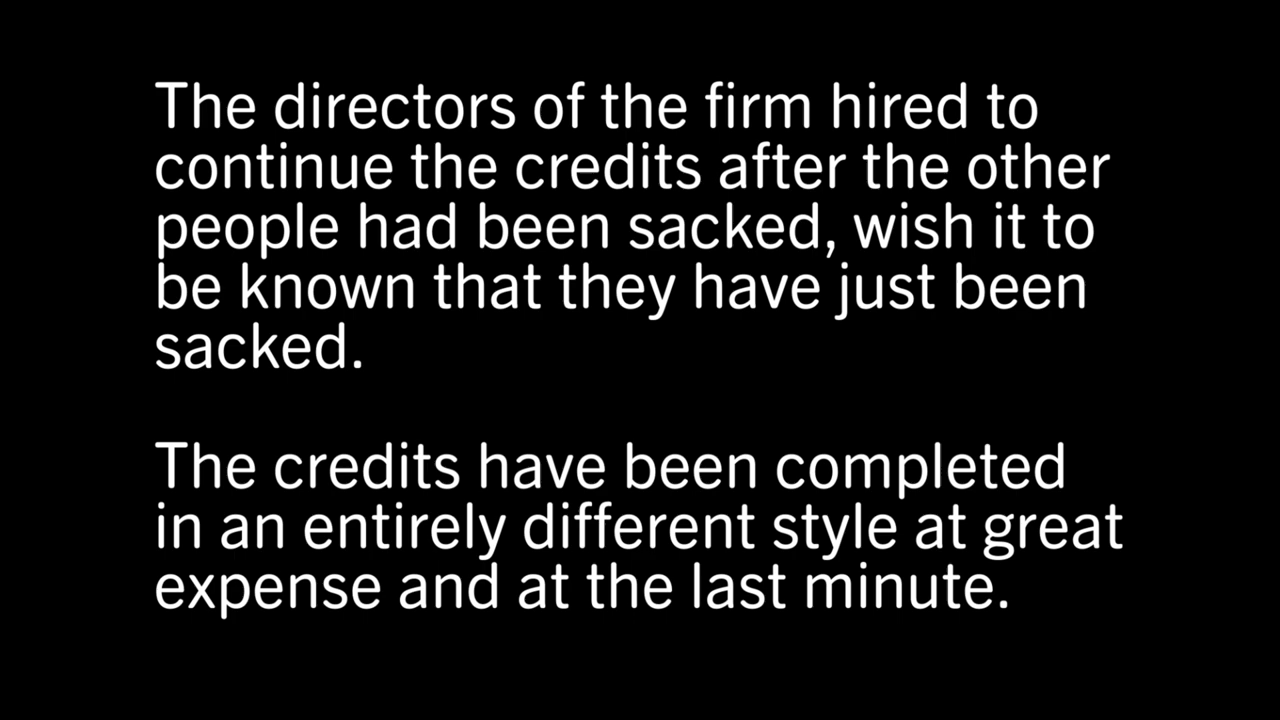 The directors of the firm hired to
continue the credits after the other
people had been sacked, wish it to
be known that they have just been
sacked.
The credits have been completed
in an entirely different style at great
expense and at the last minute.